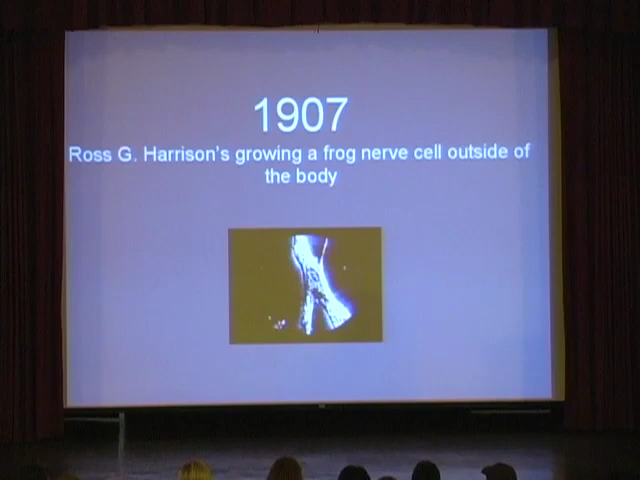 1907
Ross G. Harrison's growing a frog nerve cell outside of
the body